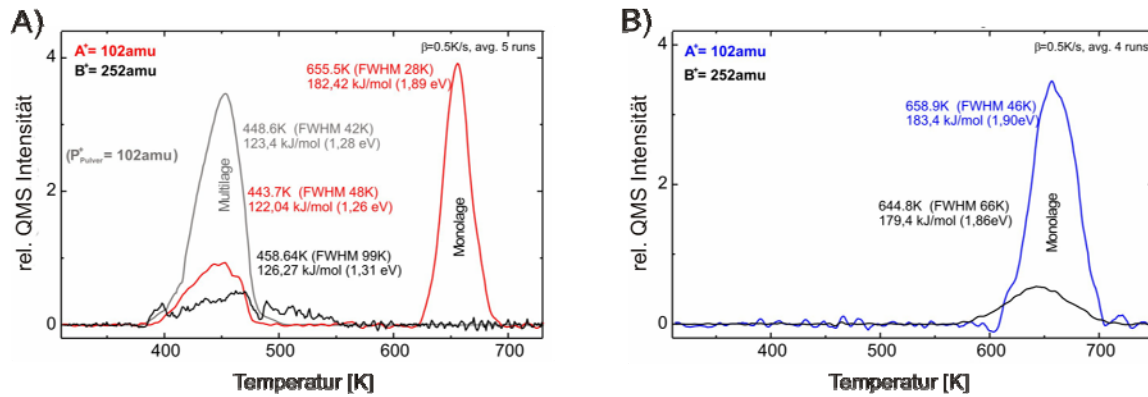 A)
A⁺= 102amu
B⁺= 252amu
β=0.5K/s, avg. 5 runs
655.5K (FWHM 28K)
182,42 kJ/mol (1,89 eV)
448.6K (FWHM 42K)
123,4 kJ/mol (1,28 eV)
(P⁺Pulver= 102amu)
Multilage
443.7K (FWHM 48K)
122,04 kJ/mol (1,26 eV)
Monolage
458.64K (FWHM 99K)
126,27 kJ/mol (1,31 eV)
rel. QMS Intensität
4
2
0
400
500
600
700
Temperatur [K]
B)
A⁺= 102amu
B⁺= 252amu
β=0.5K/s, avg. 4 runs
658.9K (FWHM 46K)
183,4 kJ/mol (1,90eV)
644.8K (FWHM 66K)
179,4 kJ/mol (1,86eV)
Monolage
rel. QMS Intensität
4
2
0
400
500
600
700
Temperatur [K]